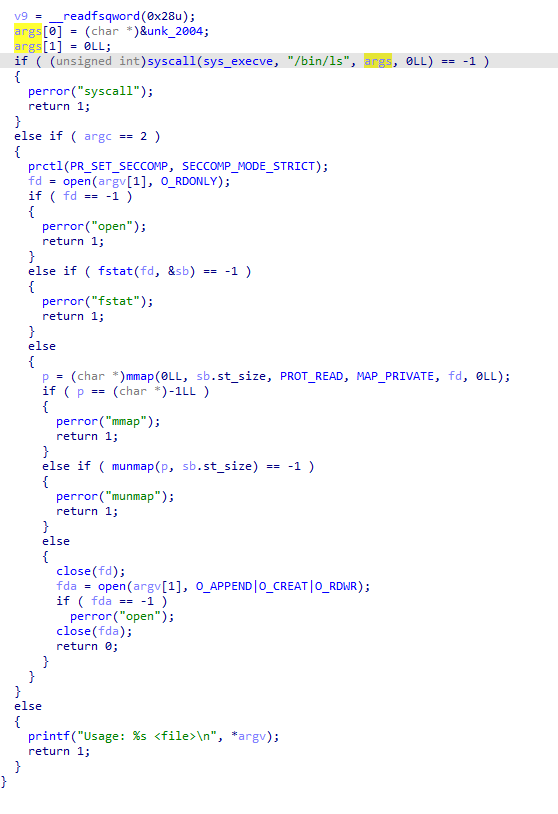 v9 = __readfsqword(0x28u);
args[0] = (char *)&unk_2004;
args[1] = 0LL;
if ( (unsigned int)syscall(sys_execve, "/bin/ls", args, 0LL) == -1 )
{
perror("syscall");
return 1;
}
else if ( argc == 2 )
{
prctl(PR_SET_SECCOMP, SECCOMP_MODE_STRICT);
fd = open(argv[1], O_RDONLY);
if ( fd == -1 )
{
perror("open");
return 1;
}
else if ( fstat(fd, &sb) == -1 )
{
perror("fstat");
return 1;
}
else
{
p = (char *)mmap(0LL, sb.st_size, PROT_READ, MAP_PRIVATE, fd, 0LL);
if ( p == (char *)-1LL )
{
perror("mmap");
return 1;
}
else if ( munmap(p, sb.st_size) == -1 )
{
perror("munmap");
return 1;
}
else
{
close(fd);
fda = open(argv[1], O_APPEND|O_CREAT|O_RDWR);
if ( fda == -1 )
perror("open");
close(fda);
return 0;
}
}
}
else
{
printf("Usage: %s <file>\n", *argv);
return 1;
}
}